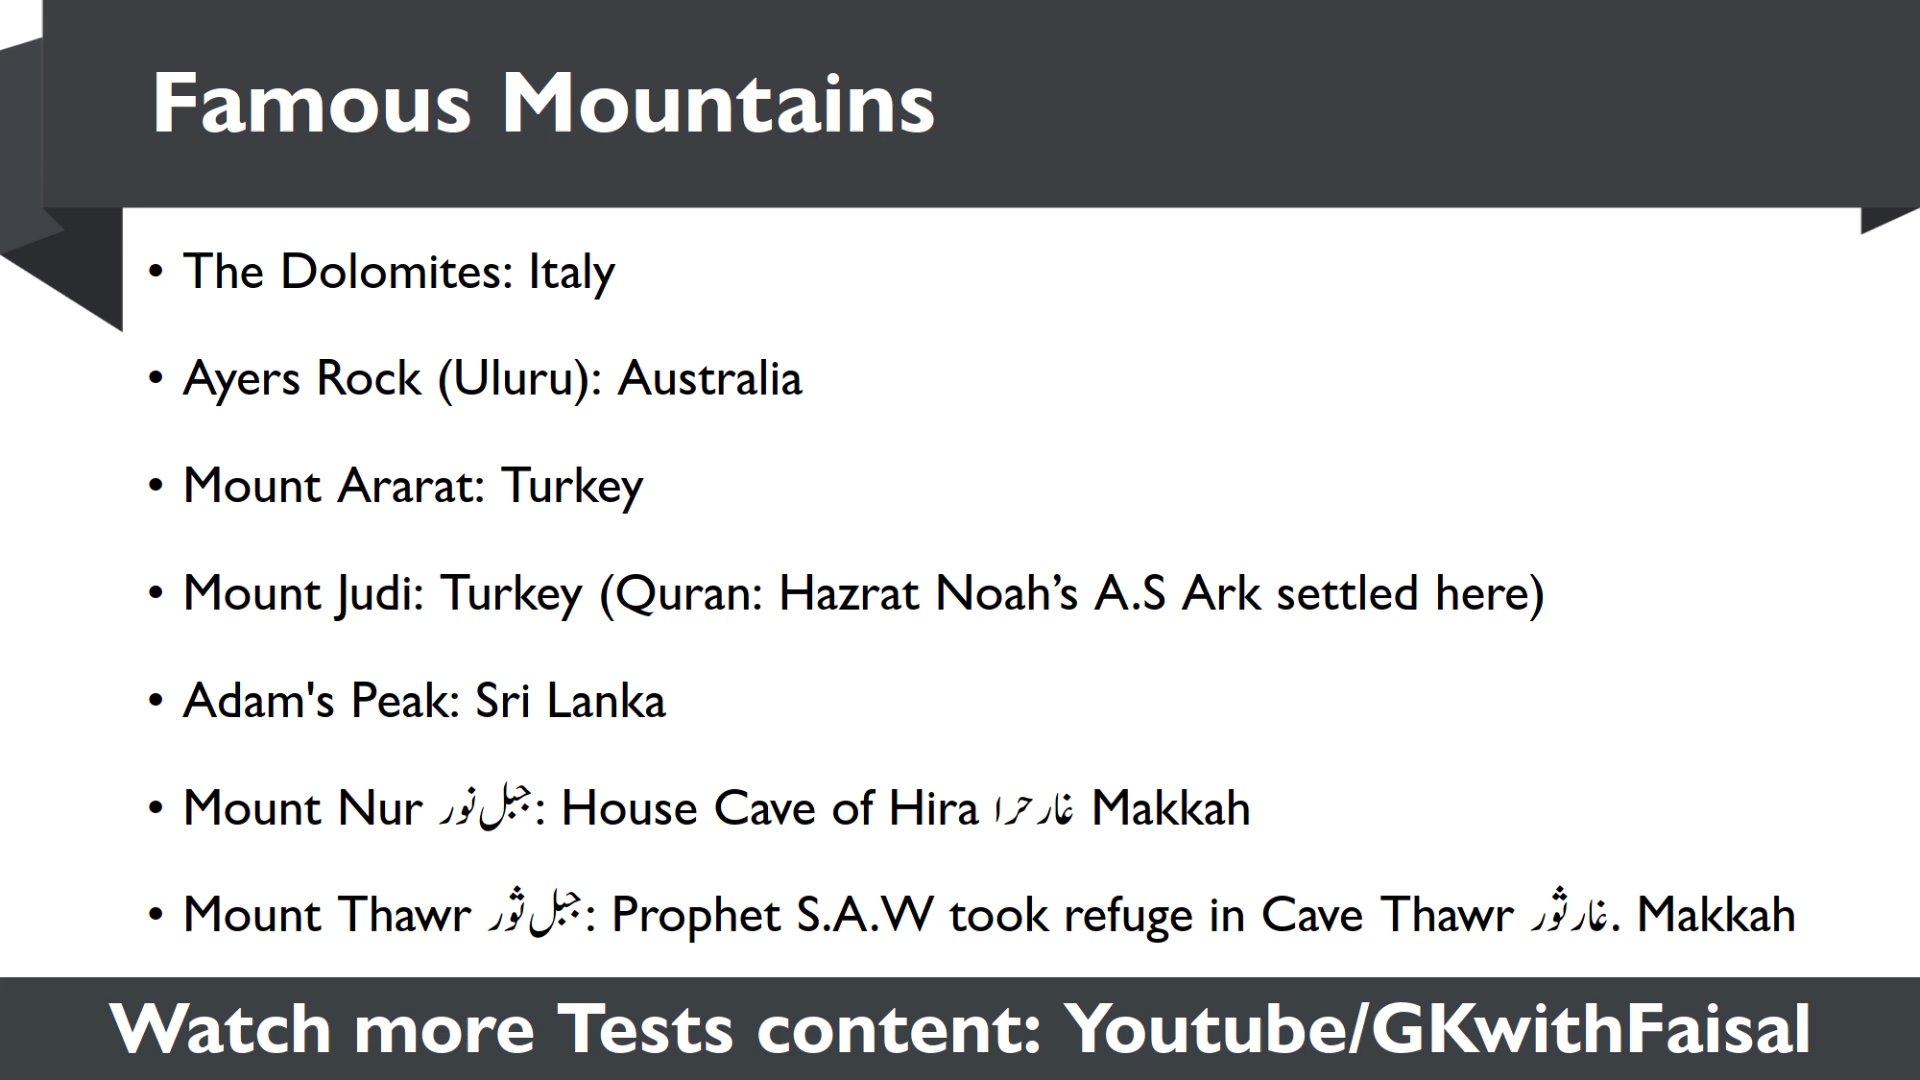 Famous Mountains
• The Dolomites: Italy
• Ayers Rock (Uluru): Australia
• Mount Ararat: Turkey
• Mount Judi: Turkey (Quran: Hazrat Noah’s A.S Ark settled here)
• Adam's Peak: Sri Lanka
• Mount Nur جبل نور: House Cave of Hira غار حرا Makkah
• Mount Thawr جبل ثور: Prophet S.A.W took refuge in Cave Thawr غار ثور. Makkah
Watch more Tests content: Youtube/GKwithFaisal